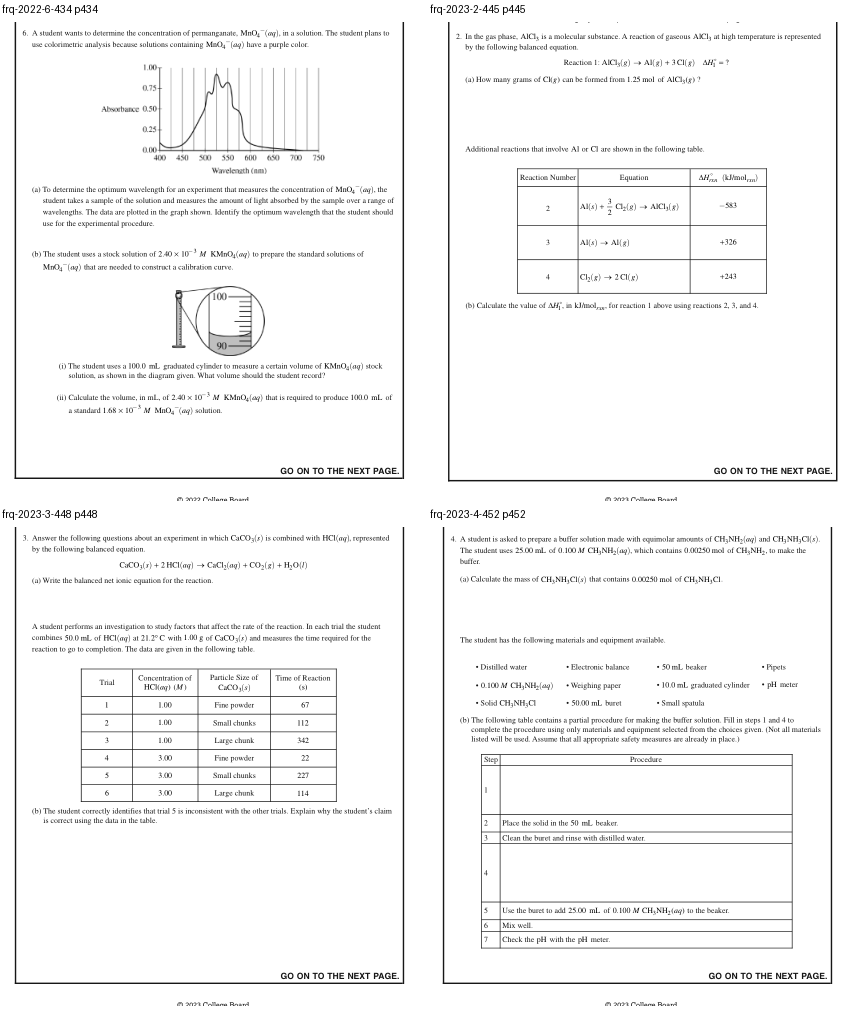 frq-2022-6-434 p434
6. A student wants to determine the concentration of permanganate, MnO₄⁻(aq), in a solution. The student plans to
use colorimetric analysis because solutions containing MnO₄⁻(aq) have a purple color.
1.00
0.75
Absorbance 0.50
0.25
0.00
400 450 500 550 600 650 700 750
Wavelength (nm)
(a) To determine the optimum wavelength for an experiment that measures the concentration of MnO₄⁻(aq), the
student takes a sample of the solution and measures the amount of light absorbed by the sample over a range of
wavelengths. The data are plotted in the graph shown. Identify the optimum wavelength that the student should
use for the experimental procedure.
(b) The student uses a stock solution of 2.40 × 10⁻³ M KMnO₄(aq) to prepare the standard solutions of
MnO₄⁻(aq) that are needed to construct a calibration curve.
100
90
(i) The student uses a 100.0 mL graduated cylinder to measure a certain volume of KMnO₄(aq) stock
solution, as shown in the diagram given. What volume should the student record?
(ii) Calculate the volume, in mL, of 2.40 × 10⁻³ M KMnO₄(aq) that is required to produce 100.0 mL of
a standard 1.68 × 10⁻³ M MnO₄⁻(aq) solution.
GO ON TO THE NEXT PAGE.
© 2022 College Board
frq-2023-2-445 p445
2. In the gas phase, AlCl₃ is a molecular substance. A reaction of gaseous AlCl₃ at high temperature is represented
by the following balanced equation.
Reaction 1: AlCl₃(g) → Al(g) + 3 Cl(g) ΔH₁° = ?
(a) How many grams of Cl(g) can be formed from 1.25 mol of AlCl₃(g) ?
Additional reactions that involve Al or Cl are shown in the following table.
Reaction Number Equation ΔH°rxn (kJ/molrxn)
2 Al(s) + 3/2 Cl₂(g) → AlCl₃(g) −583
3 Al(s) → Al(g) +326
4 Cl₂(g) → 2 Cl(g) +243
(b) Calculate the value of ΔH₁°, in kJ/molrxn, for reaction 1 above using reactions 2, 3, and 4.
GO ON TO THE NEXT PAGE.
© 2023 College Board
frq-2023-3-448 p448
3. Answer the following questions about an experiment in which CaCO₃(s) is combined with HCl(aq), represented
by the following balanced equation.
CaCO₃(s) + 2 HCl(aq) → CaCl₂(aq) + CO₂(g) + H₂O(l)
(a) Write the balanced net ionic equation for the reaction.
A student performs an investigation to study factors that affect the rate of the reaction. In each trial the student
combines 50.0 mL of HCl(aq) at 21.2° C with 1.00 g of CaCO₃(s) and measures the time required for the
reaction to go to completion. The data are given in the following table.
Trial Concentration of HCl(aq) (M) Particle Size of CaCO₃(s) Time of Reaction (s)
1 1.00 Fine powder 67
2 1.00 Small chunks 112
3 1.00 Large chunk 342
4 3.00 Fine powder 22
5 3.00 Small chunks 227
6 3.00 Large chunk 114
(b) The student correctly identifies that trial 5 is inconsistent with the other trials. Explain why the student's claim
is correct using the data in the table.
GO ON TO THE NEXT PAGE.
© 2023 College Board
frq-2023-4-452 p452
4. A student is asked to prepare a buffer solution made with equimolar amounts of CH₃NH₂(aq) and CH₃NH₃Cl(s).
The student uses 25.00 mL of 0.100 M CH₃NH₂(aq), which contains 0.00250 mol of CH₃NH₂, to make the
buffer.
(a) Calculate the mass of CH₃NH₃Cl(s) that contains 0.00250 mol of CH₃NH₃Cl.
The student has the following materials and equipment available.
• Distilled water • Electronic balance • 50 mL beaker • Pipets
• 0.100 M CH₃NH₂(aq) • Weighing paper • 10.0 mL graduated cylinder • pH meter
• Solid CH₃NH₃Cl • 50.00 mL buret • Small spatula
(b) The following table contains a partial procedure for making the buffer solution. Fill in steps 1 and 4 to
complete the procedure using only materials and equipment selected from the choices given. (Not all materials
listed will be used. Assume that all appropriate safety measures are already in place.)
Step Procedure
1
2 Place the solid in the 50 mL beaker.
3 Clean the buret and rinse with distilled water.
4
5 Use the buret to add 25.00 mL of 0.100 M CH₃NH₂(aq) to the beaker.
6 Mix well.
7 Check the pH with the pH meter.
GO ON TO THE NEXT PAGE.
© 2023 College Board